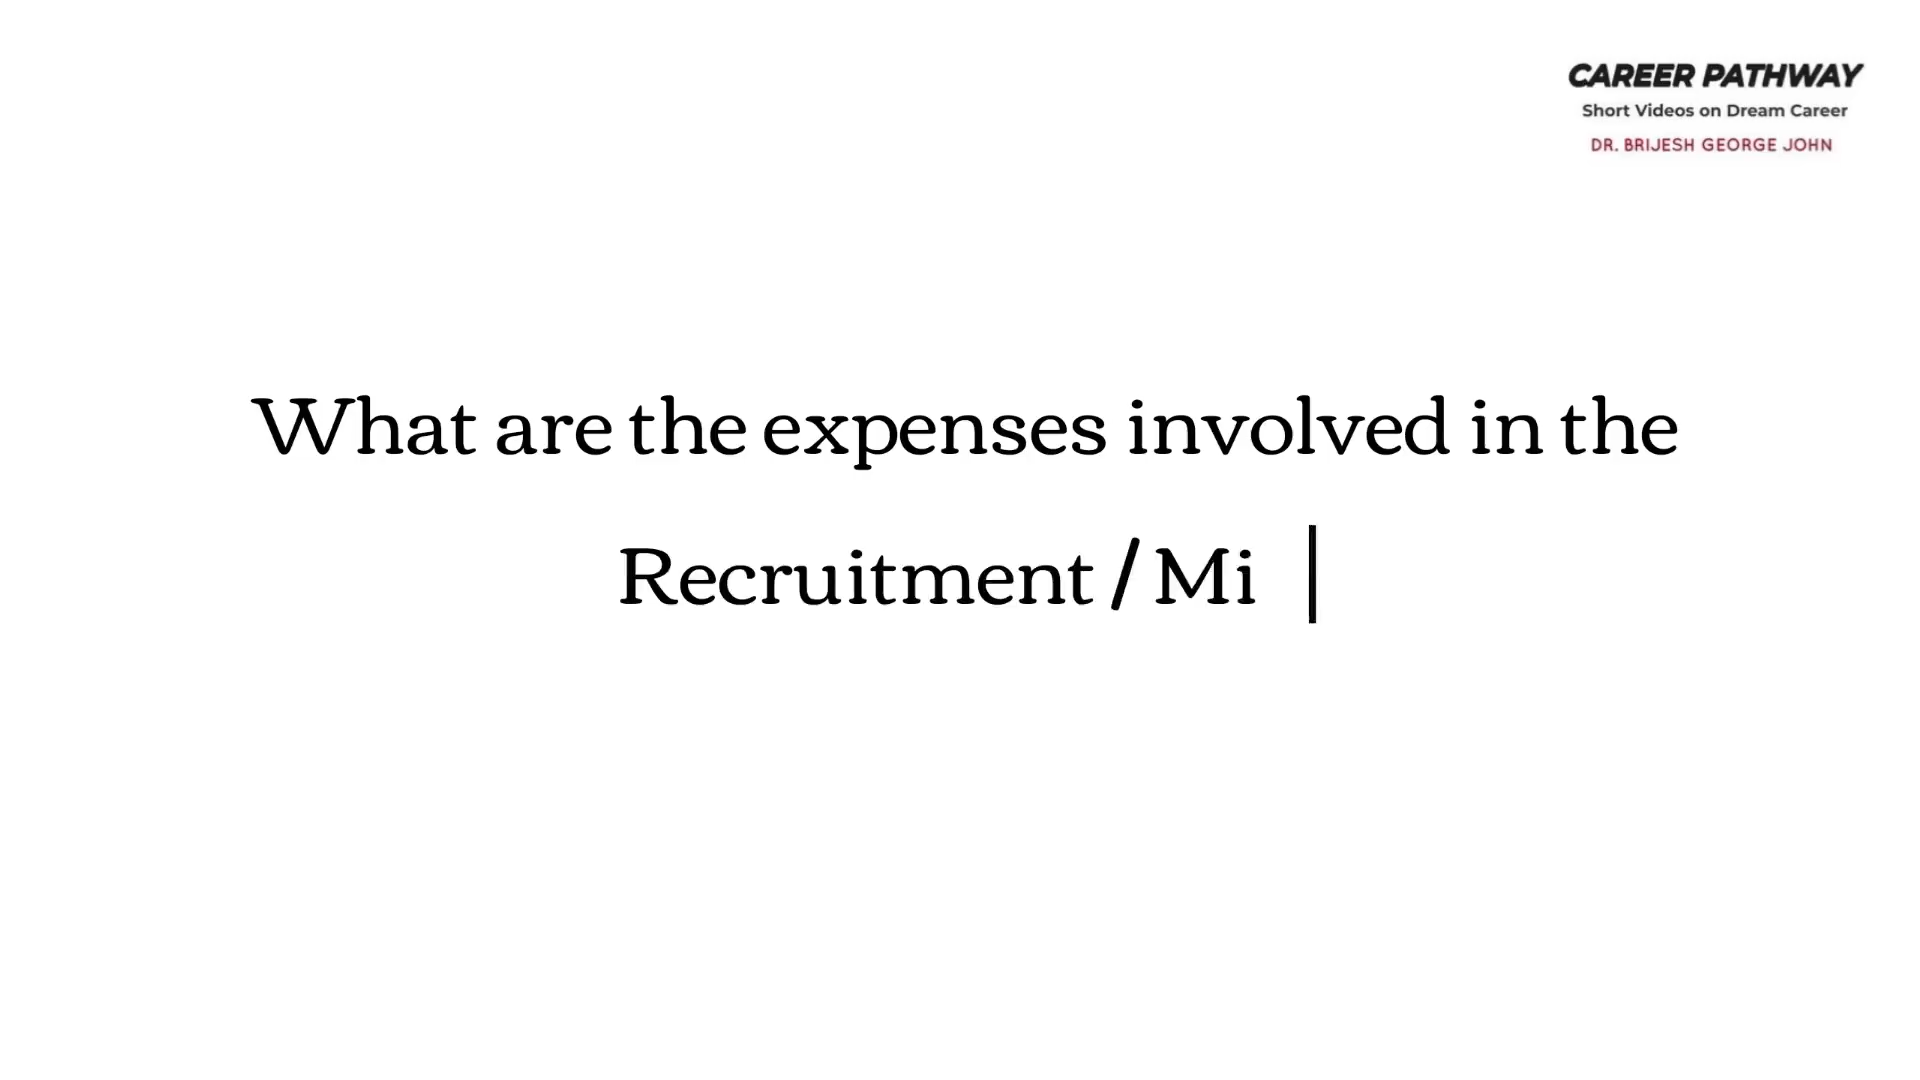 CAREER PATHWAY
Short Videos on Dream Career
DR. BRIJESH GEORGE JOHN
What are the expenses involved in the
Recruitment / Mi